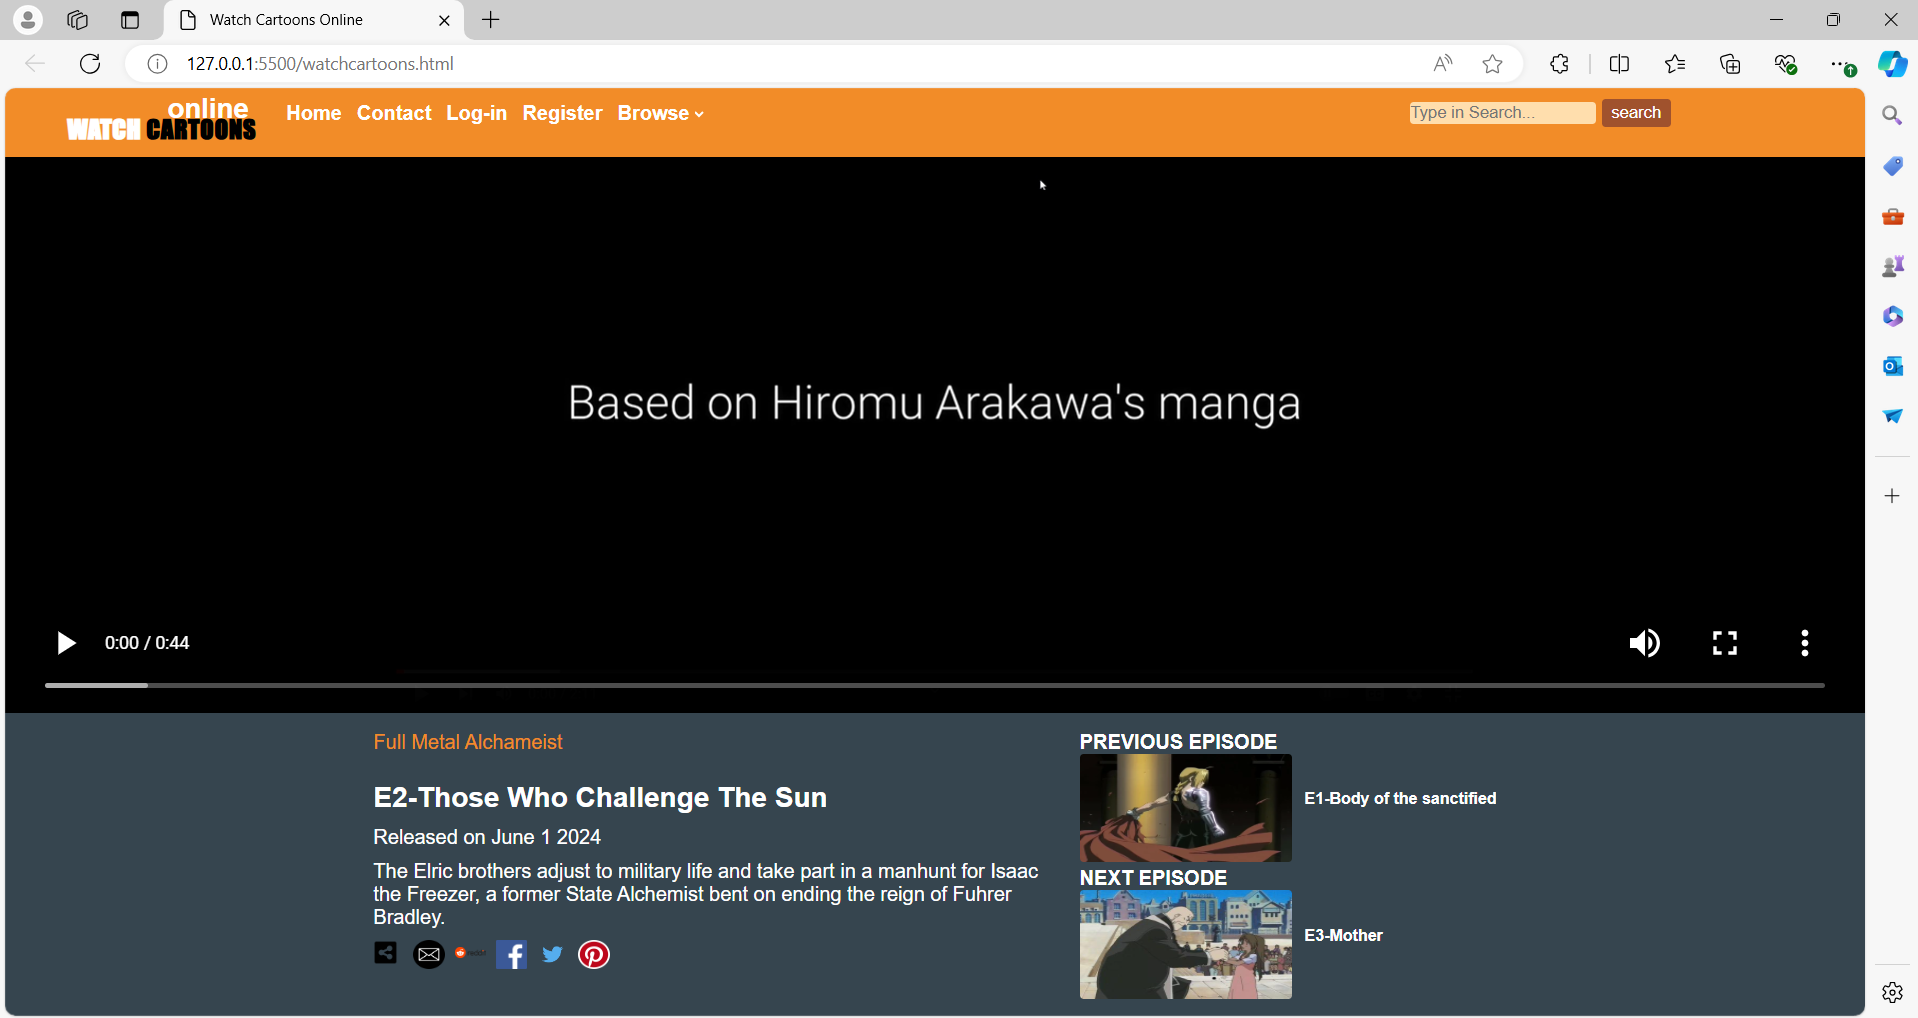 Watch Cartoons Online
127.0.0.1:5500/watchcartoons.html
online
WATCH CARTOONS
Home Contact Log-in Register Browse
Type in Search... search
Based on Hiromu Arakawa's manga
0:00 / 0:44
Full Metal Alchameist
E2-Those Who Challenge The Sun
Released on June 1 2024
The Elric brothers adjust to military life and take part in a manhunt for Isaac
the Freezer, a former State Alchemist bent on ending the reign of Fuhrer
Bradley.
PREVIOUS EPISODE
E1-Body of the sanctified
NEXT EPISODE
E3-Mother